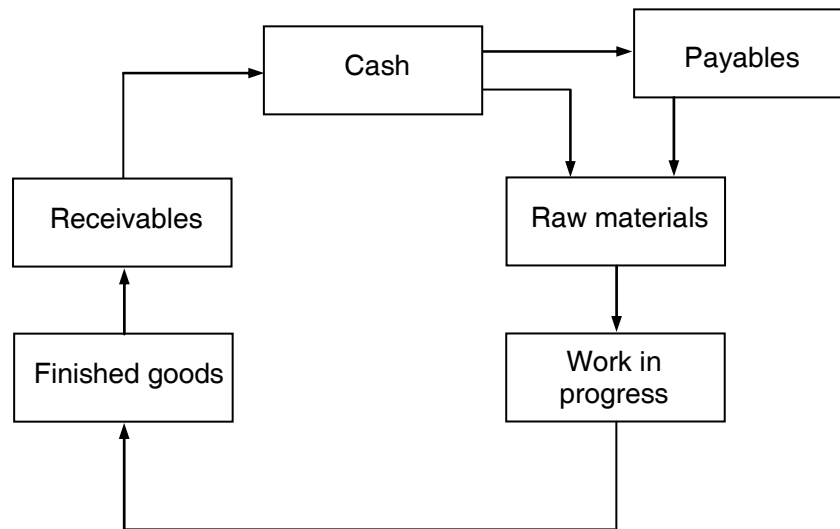 Cash
Payables
Receivables
Raw materials
Finished goods
Work in
progress